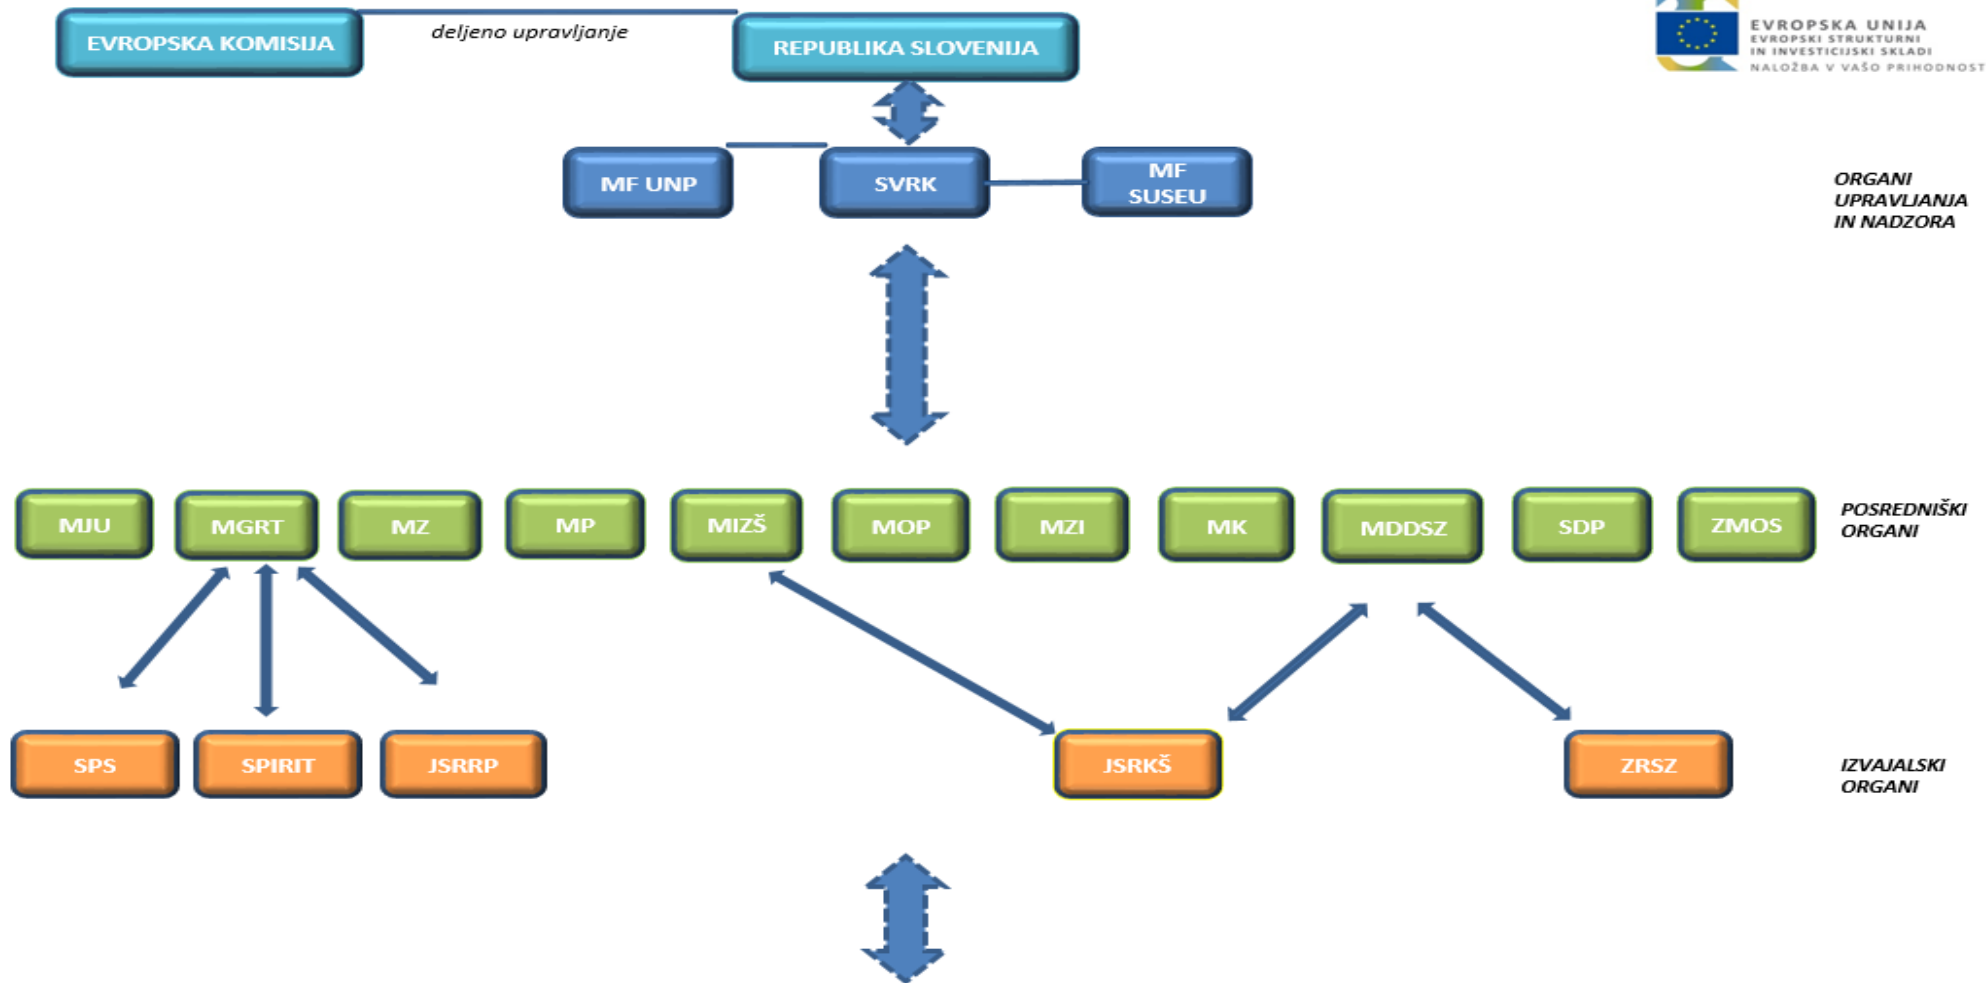 EVROPSKA KOMISIJA
deljeno upravljanje
REPUBLIKA SLOVENIJA
EVROPSKA UNIJA
EVROPSKI STRUKTURNI
IN INVESTICIJSKI SKLADI
NALOŽBA V VAŠO PRIHODNOST
MF UNP
SVRK
MF
SUSEU
ORGANI
UPRAVLJANJA
IN NADZORA
MJU
MGRT
MZ
MP
MIZŠ
MOP
MZI
MK
MDDSZ
SDP
ZMOS
POSREDNIŠKI
ORGANI
SPS
SPIRIT
JSRRP
JSRKŠ
ZRSZ
IZVAJALSKI
ORGANI